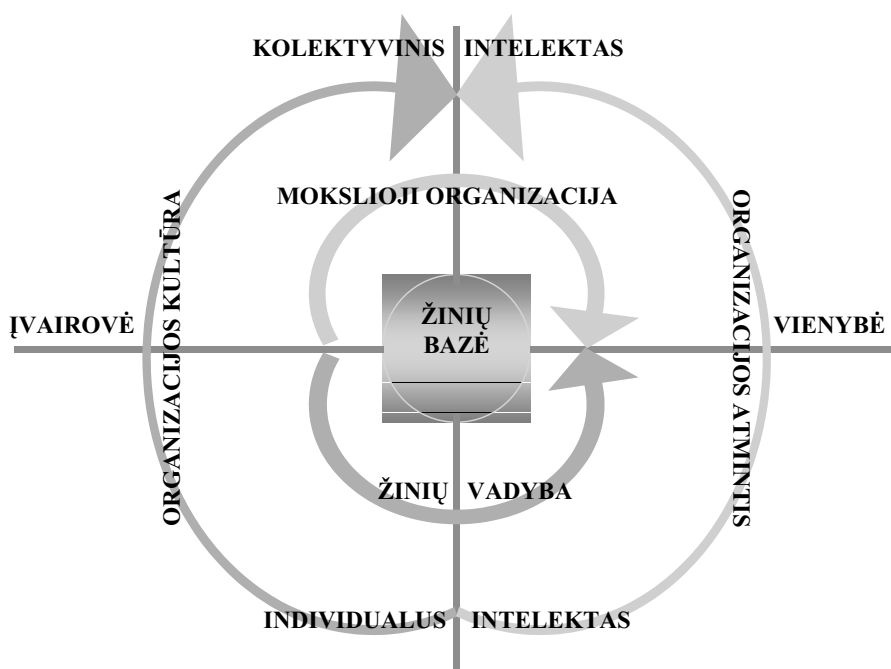 KOLEKTYVINIS INTELEKTAS
MOKSLIOJI ORGANIZACIJA
ORGANIZACIJOS KULTŪRA
ORGANIZACIJOS ATMINTIS
ĮVAIROVĖ
ŽINIŲ
BAZĖ
VIENYBĖ
ŽINIŲ VADYBA
INDIVIDUALUS INTELEKTAS